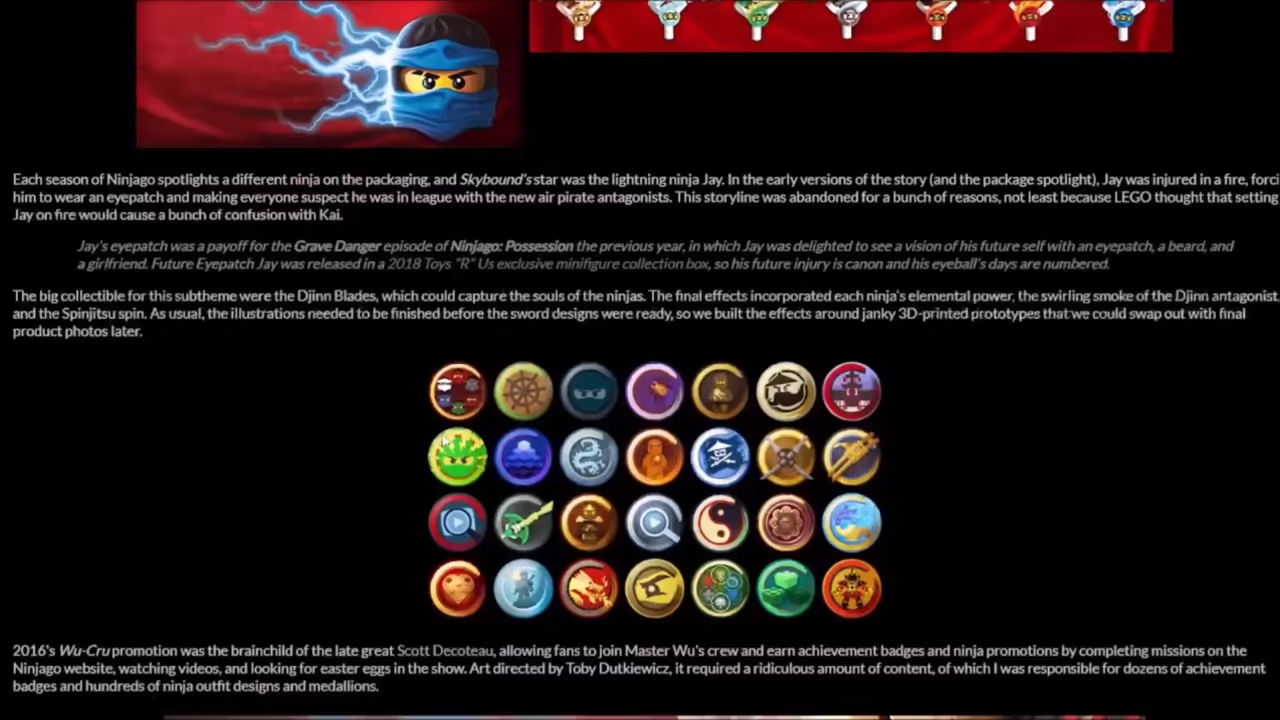 Each season of Ninjago spotlights a different ninja on the packaging, and Skybound's star was the lightning ninja Jay. In the early versions of the story (and the package spotlight), Jay was injured in a fire, forci
him to wear an eyepatch and making everyone suspect he was in league with the new air pirate antagonists. This storyline was abandoned for a bunch of reasons, not least because LEGO thought that setting
Jay on fire would cause a bunch of confusion with Kai.
Jay's eyepatch was a payoff for the Grave Danger episode of Ninjago: Possession the previous year, in which Jay was delighted to see a vision of his future self with an eyepatch, a beard, and
a girlfriend. Future Eyepatch Jay was released in a 2018 Toys "R" Us exclusive minifigure collection box, so his future injury is canon and his eyeball's days are numbered.
The big collectible for this subtheme were the Djinn Blades, which could capture the souls of the ninjas. The final effects incorporated each ninja's elemental power, the swirling smoke of the Djinn antagonist
and the Spinjitsu spin. As usual, the illustrations needed to be finished before the sword designs were ready, so we built the effects around janky 3D-printed prototypes that we could swap out with final
product photos later.
2016's Wu-Cru promotion was the brainchild of the late great Scott Decoteau, allowing fans to join Master Wu's crew and earn achievement badges and ninja promotions by completing missions on the
Ninjago website, watching videos, and looking for easter eggs in the show. Art directed by Toby Dutkiewicz, it required a ridiculous amount of content, of which I was responsible for dozens of achievement
badges and hundreds of ninja outfit designs and medallions.